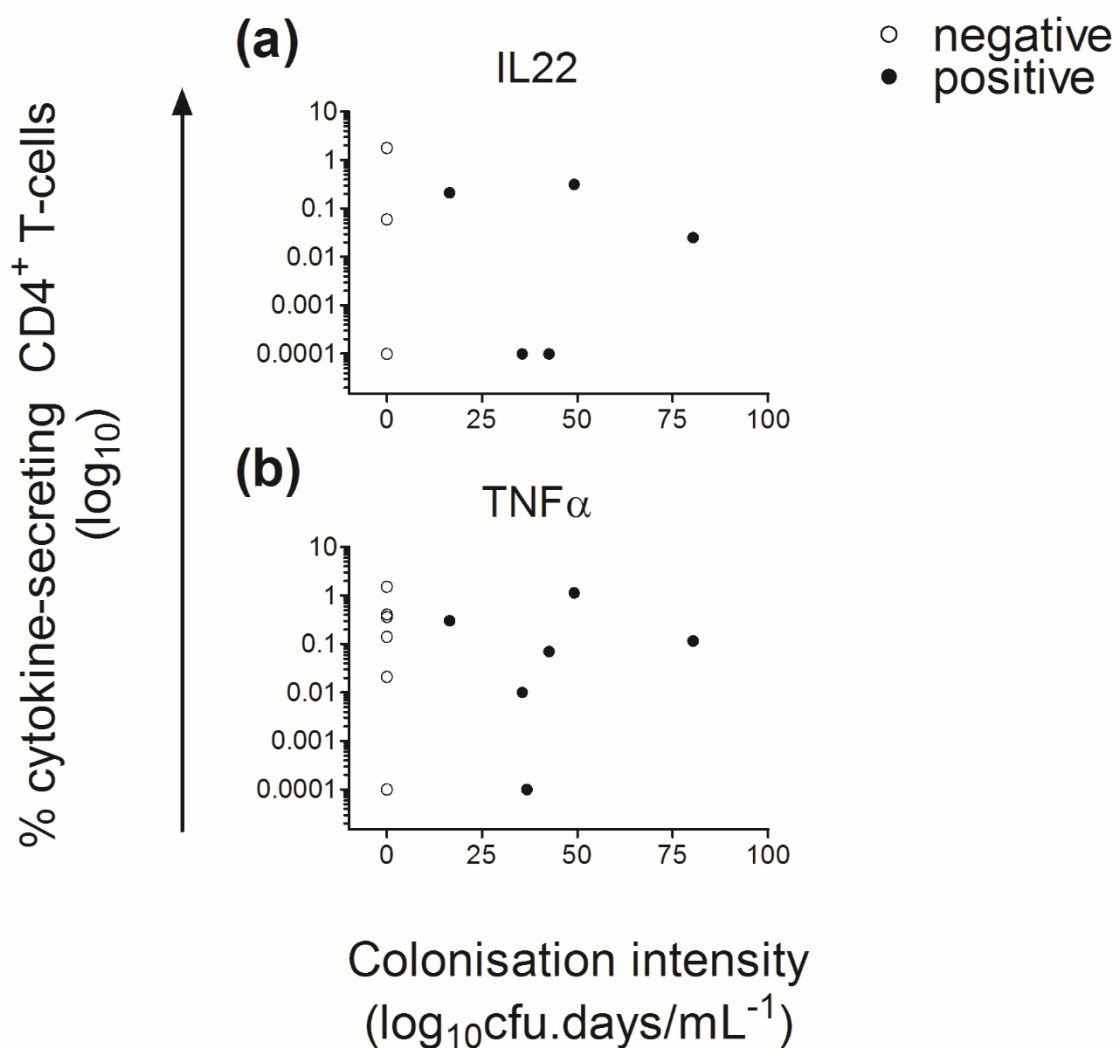 (a)
IL22
negative
positive
10
1
0.1
0.01
0.001
0.0001
0 25 50 75 100
(b)
TNFα
10
1
0.1
0.01
0.001
0.0001
0 25 50 75 100
% cytokine-secreting CD4⁺ T-cells
(log₁₀)
Colonisation intensity
(log₁₀cfu.days/mL⁻¹)